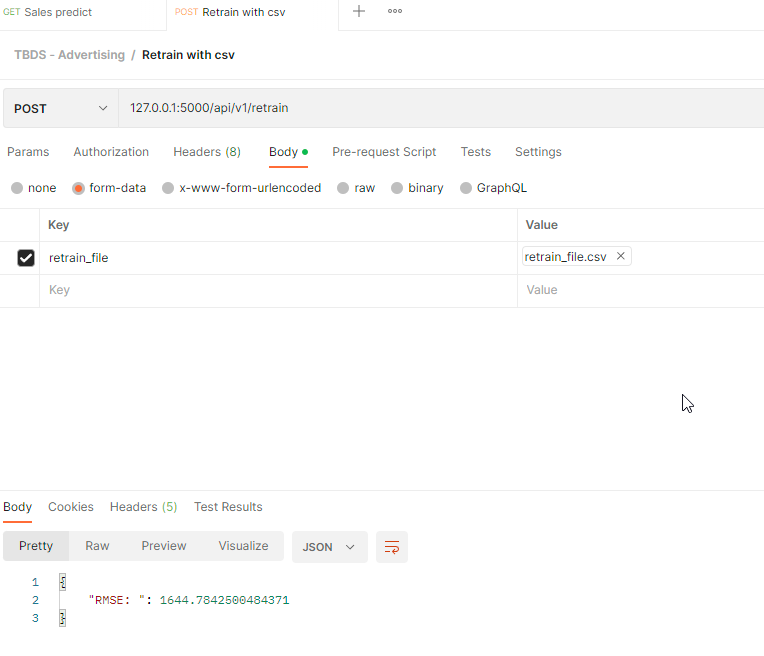 GET Sales predict POST Retrain with csv
TBDS - Advertising / Retrain with csv
POST 127.0.0.1:5000/api/v1/retrain
Params Authorization Headers (8) Body Pre-request Script Tests Settings
none form-data x-www-form-urlencoded raw binary GraphQL
Key Value
retrain_file retrain_file.csv
Key Value
Body Cookies Headers (5) Test Results
Pretty Raw Preview Visualize JSON
1 {
2 "RMSE: ": 1644.7842500484371
3 }